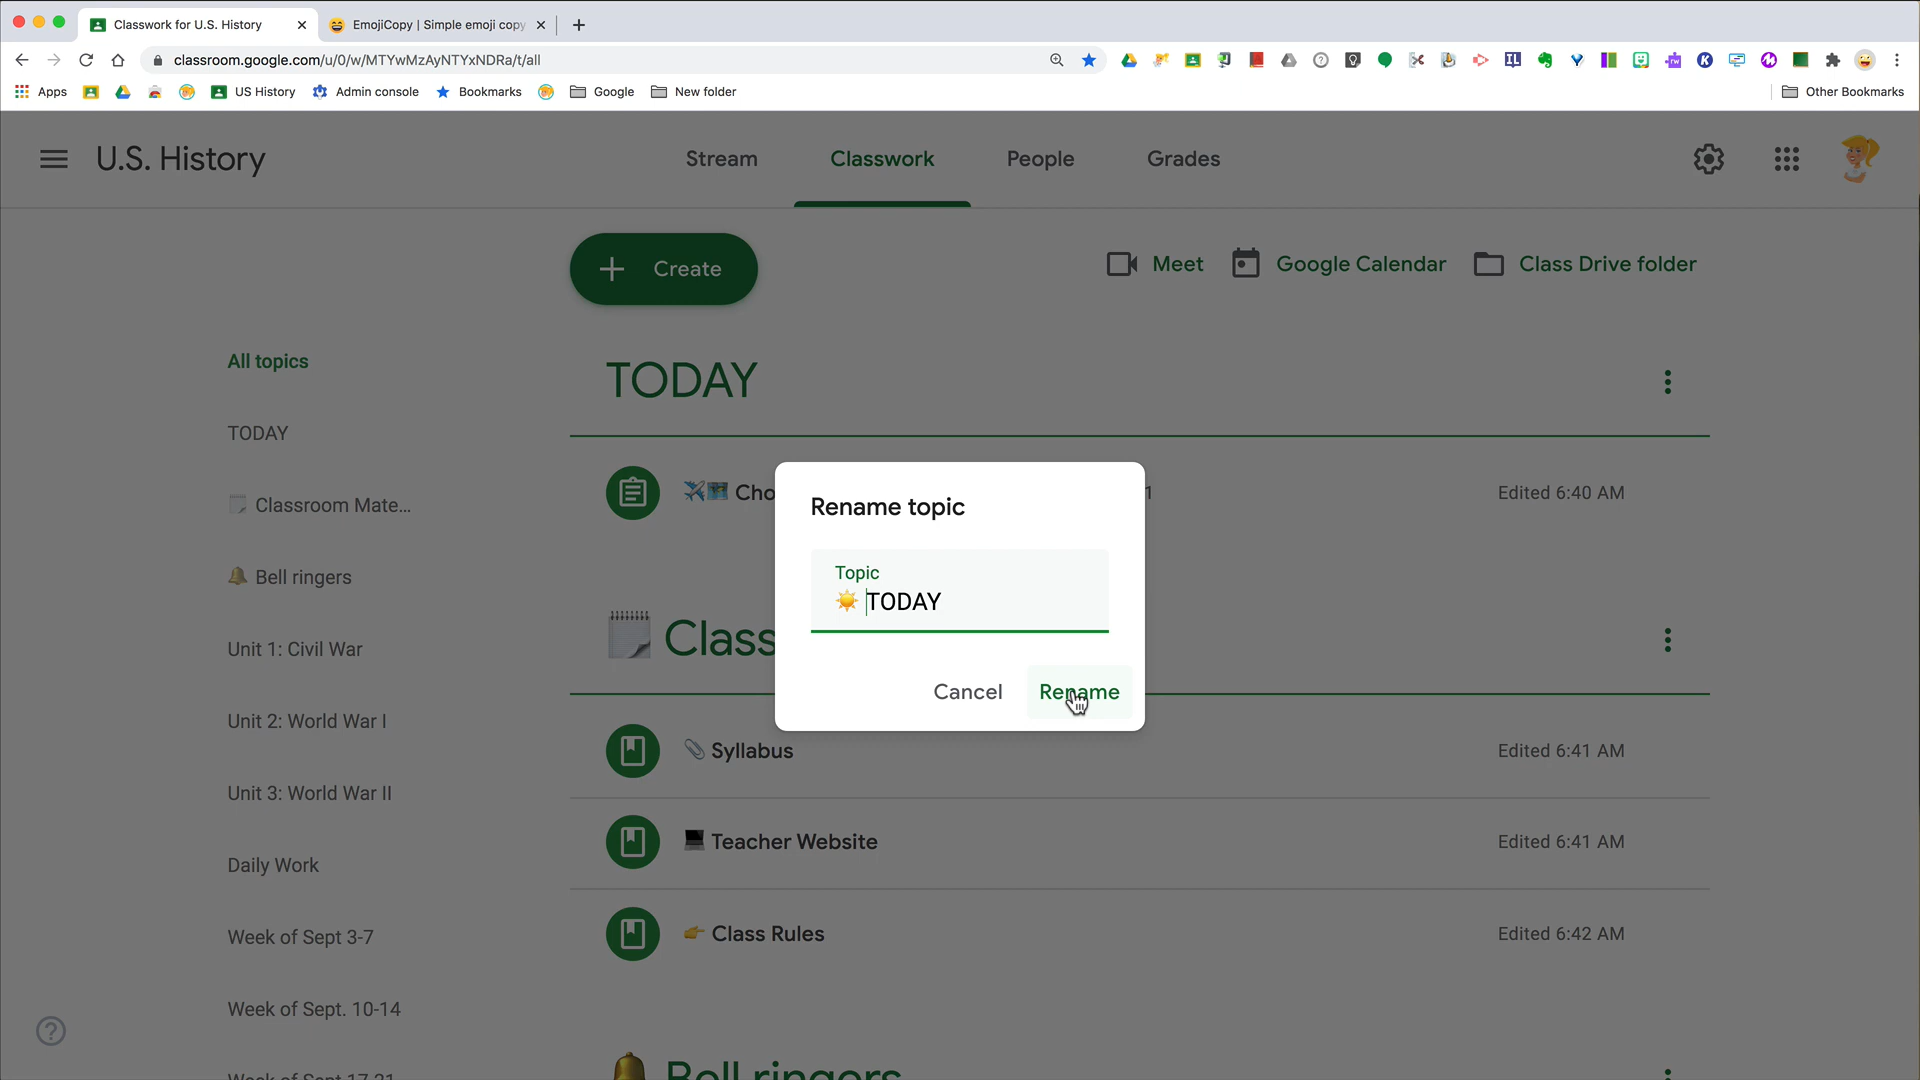 Classwork for U.S. History
EmojiCopy | Simple emoji copy
classroom.google.com/u/0/w/MTYwMzAyNTYxNDRa/t/all
Apps
US History
Admin console
Bookmarks
Google
New folder
Other Bookmarks
U.S. History
Stream
Classwork
People
Grades
Create
Meet
Google Calendar
Class Drive folder
All topics
TODAY
Classroom Mate...
Bell ringers
Unit 1: Civil War
Unit 2: World War I
Unit 3: World War II
Daily Work
Week of Sept 3-7
Week of Sept. 10-14
TODAY
✈️🗺️ Cho
1
Edited 6:40 AM
Class
📎 Syllabus
Edited 6:41 AM
💻 Teacher Website
Edited 6:41 AM
👉 Class Rules
Edited 6:42 AM
Bell ringers
Rename topic
Topic
☀️ TODAY
Cancel
Rename